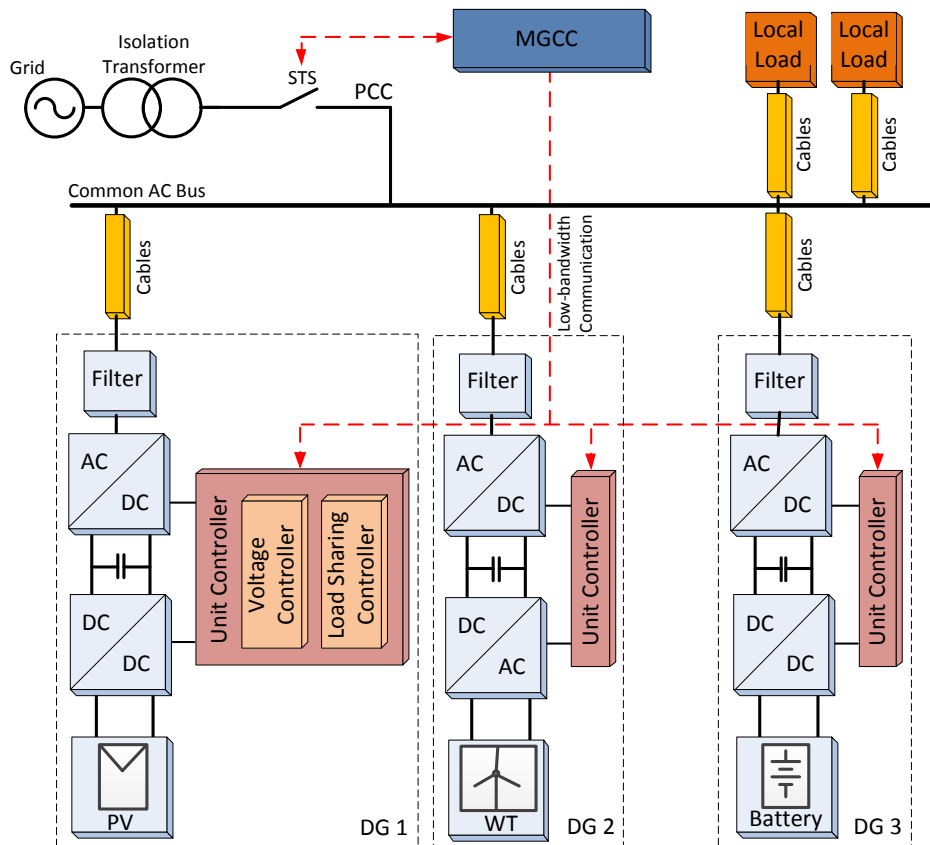 Grid
Isolation
Transformer
STS
PCC
MGCC
Local
Load
Local
Load
Cables
Cables
Common AC Bus
Cables
Cables
Low-bandwidth
Communication
Cables
Filter
AC
DC
DC
DC
Unit Controller
Voltage
Controller
Load Sharing
Controller
PV
DG 1
Filter
AC
DC
DC
AC
Unit Controller
WT
DG 2
Filter
AC
DC
DC
DC
Unit Controller
Battery
DG 3